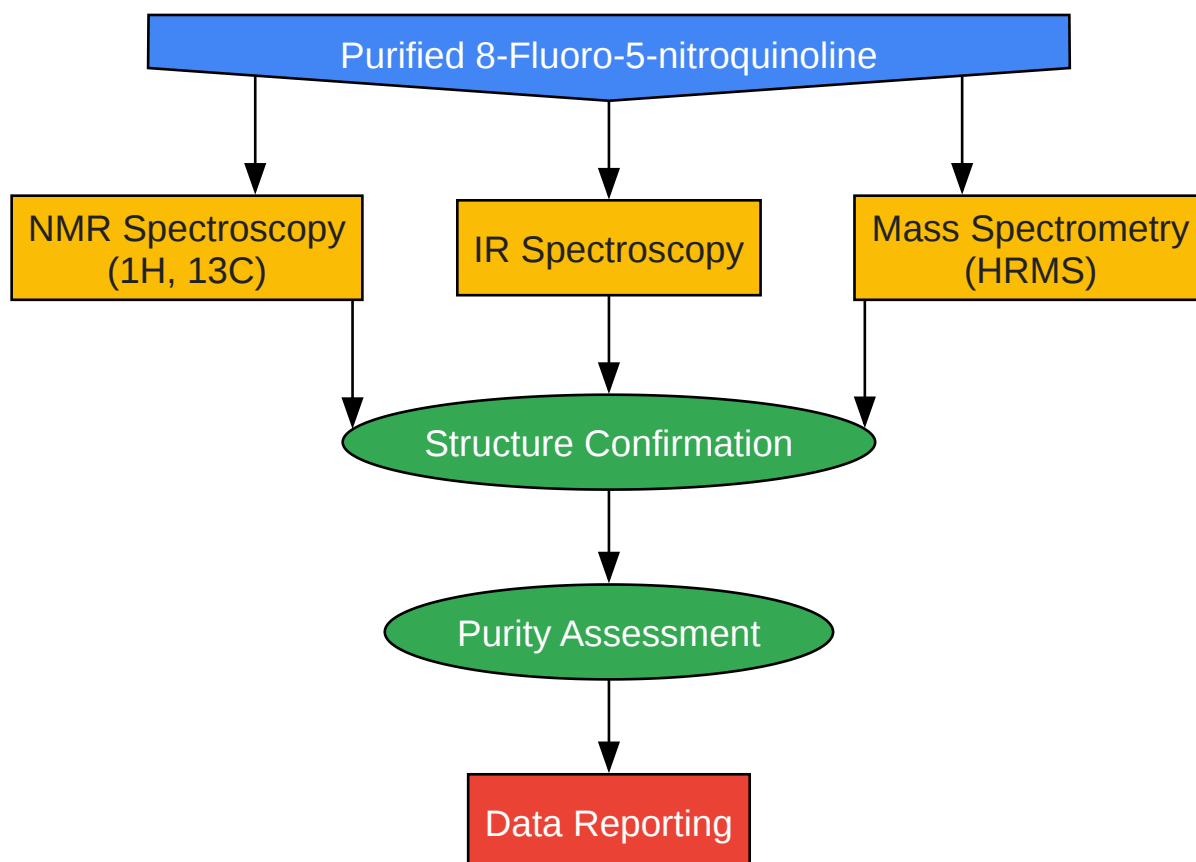 Purified 8-Fluoro-5-nitroquinoline
NMR Spectroscopy
(1H, 13C)
IR Spectroscopy
Mass Spectrometry
(HRMS)
Structure Confirmation
Purity Assessment
Data Reporting